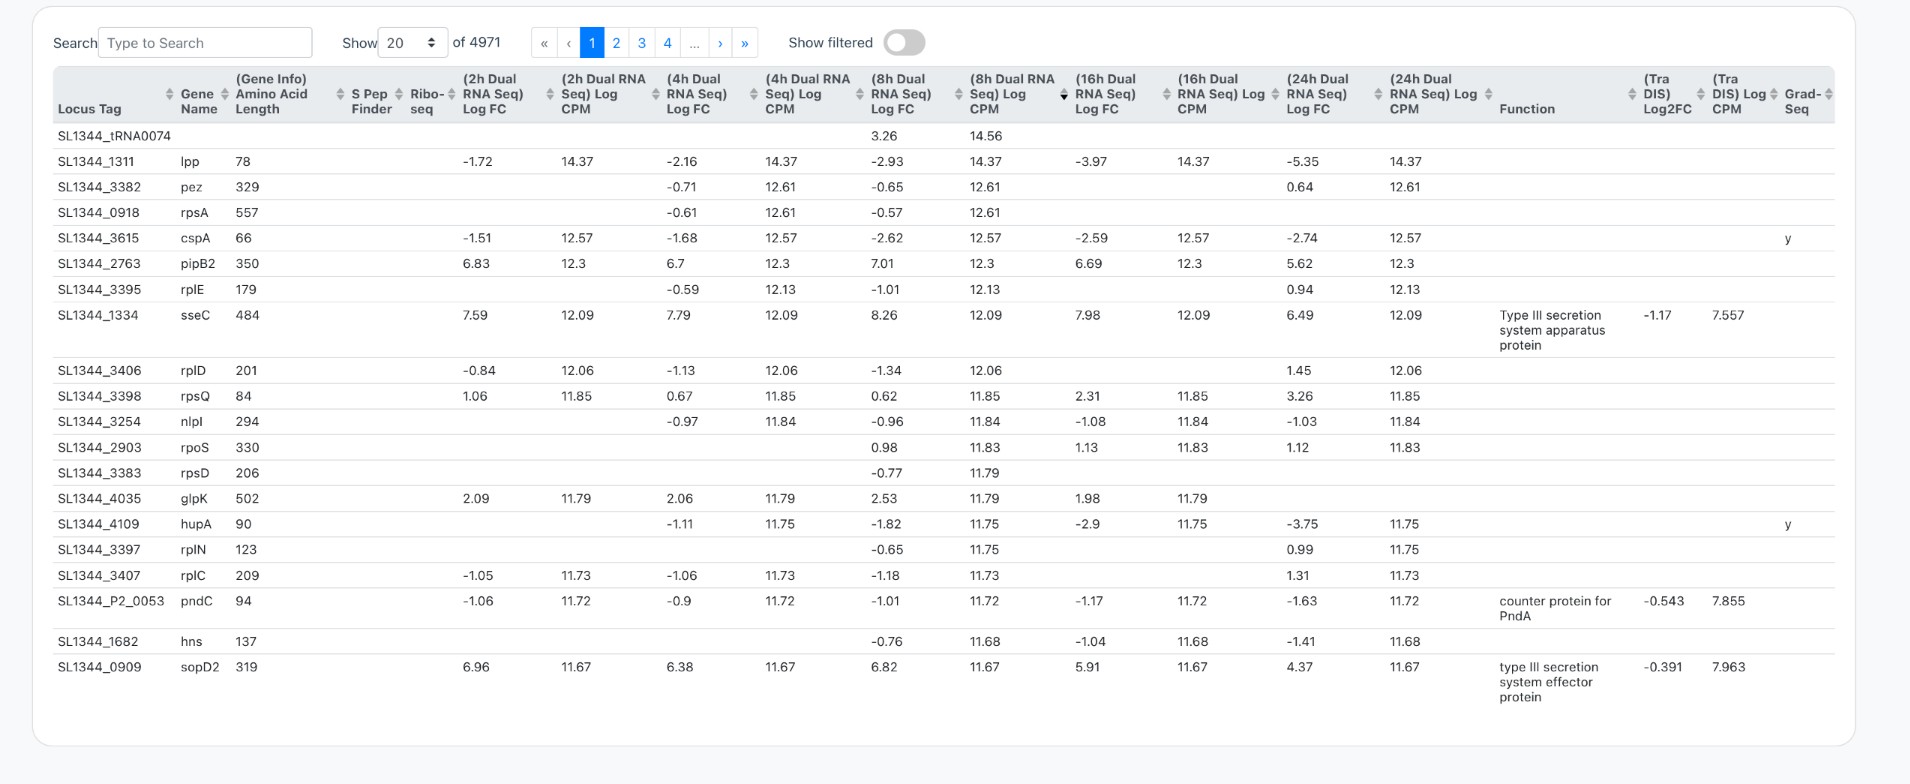 Search Type to Search Show 20 of 4971 « ‹ 1 2 3 4 ... › » Show filtered
Locus Tag Gene Name (Gene Info) Amino Acid Length S Pep Finder Ribo-seq (2h Dual RNA Seq) Log FC (2h Dual RNA Seq) Log CPM (4h Dual RNA Seq) Log FC (4h Dual RNA Seq) Log CPM (8h Dual RNA Seq) Log FC (8h Dual RNA Seq) Log CPM (16h Dual RNA Seq) Log FC (16h Dual RNA Seq) Log CPM (24h Dual RNA Seq) Log FC (24h Dual RNA Seq) Log CPM Function (Tra DIS) Log2FC (Tra DIS) Log CPM Grad-Seq
SL1344_tRNA0074 3.26 14.56
SL1344_1311 lpp 78 -1.72 14.37 -2.16 14.37 -2.93 14.37 -3.97 14.37 -5.35 14.37
SL1344_3382 pez 329 -0.71 12.61 -0.65 12.61 0.64 12.61
SL1344_0918 rpsA 557 -0.61 12.61 -0.57 12.61
SL1344_3615 cspA 66 -1.51 12.57 -1.68 12.57 -2.62 12.57 -2.59 12.57 -2.74 12.57 y
SL1344_2763 pipB2 350 6.83 12.3 6.7 12.3 7.01 12.3 6.69 12.3 5.62 12.3
SL1344_3395 rplE 179 -0.59 12.13 -1.01 12.13 0.94 12.13
SL1344_1334 sseC 484 7.59 12.09 7.79 12.09 8.26 12.09 7.98 12.09 6.49 12.09 Type III secretion -1.17 7.557
system apparatus
protein
SL1344_3406 rplD 201 -0.84 12.06 -1.13 12.06 -1.34 12.06 1.45 12.06
SL1344_3398 rpsQ 84 1.06 11.85 0.67 11.85 0.62 11.85 2.31 11.85 3.26 11.85
SL1344_3254 nlpI 294 -0.97 11.84 -0.96 11.84 -1.08 11.84 -1.03 11.84
SL1344_2903 rpoS 330 0.98 11.83 1.13 11.83 1.12 11.83
SL1344_3383 rpsD 206 -0.77 11.79
SL1344_4035 glpK 502 2.09 11.79 2.06 11.79 2.53 11.79 1.98 11.79
SL1344_4109 hupA 90 -1.11 11.75 -1.82 11.75 -2.9 11.75 -3.75 11.75 y
SL1344_3397 rplN 123 -0.65 11.75 0.99 11.75
SL1344_3407 rplC 209 -1.05 11.73 -1.06 11.73 -1.18 11.73 1.31 11.73
SL1344_P2_0053 pndC 94 -1.06 11.72 -0.9 11.72 -1.01 11.72 -1.17 11.72 -1.63 11.72 counter protein for -0.543 7.855
PndA
SL1344_1682 hns 137 -0.76 11.68 -1.04 11.68 -1.41 11.68
SL1344_0909 sopD2 319 6.96 11.67 6.38 11.67 6.82 11.67 5.91 11.67 4.37 11.67 type III secretion -0.391 7.963
system effector
protein